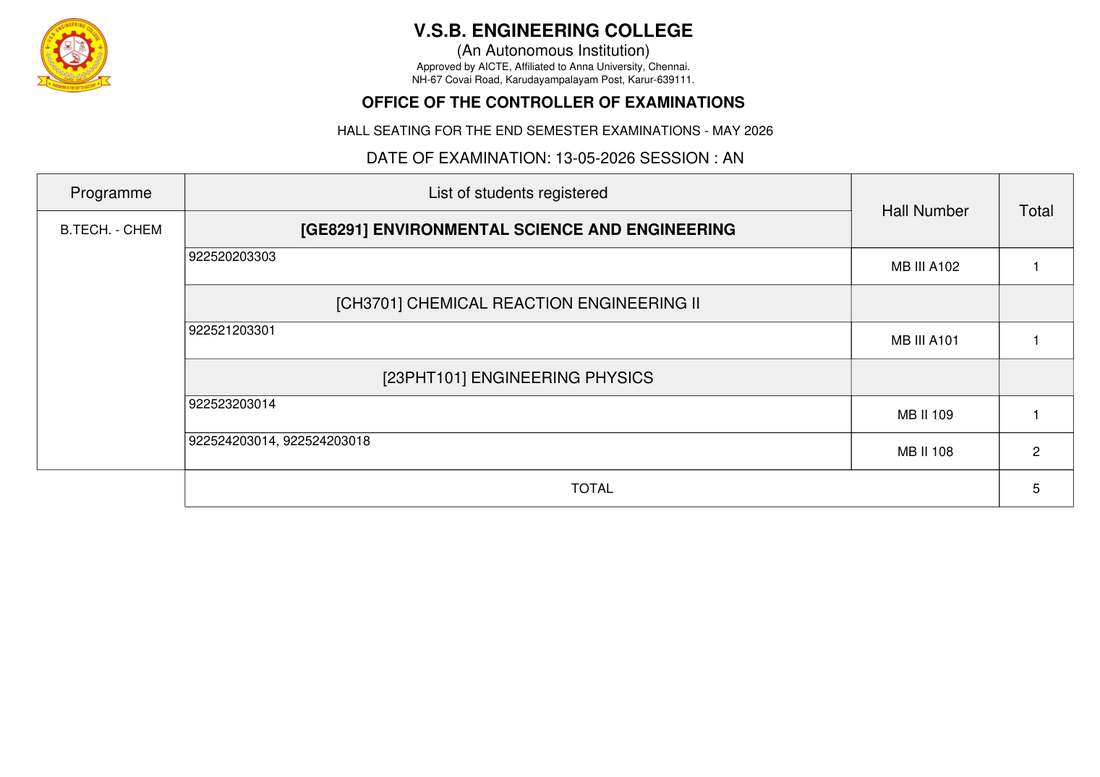 V.S.B. ENGINEERING COLLEGE
(An Autonomous Institution)
Approved by AICTE, Affiliated to Anna University, Chennai.
NH-67 Covai Road, Karudayampalayam Post, Karur-639111.
OFFICE OF THE CONTROLLER OF EXAMINATIONS
HALL SEATING FOR THE END SEMESTER EXAMINATIONS - MAY 2026
DATE OF EXAMINATION: 13-05-2026 SESSION : AN
Programme List of students registered Hall Number Total
B.TECH. - CHEM [GE8291] ENVIRONMENTAL SCIENCE AND ENGINEERING
922520203303 MB III A102 1
[CH3701] CHEMICAL REACTION ENGINEERING II
922521203301 MB III A101 1
[23PHT101] ENGINEERING PHYSICS
922523203014 MB II 109 1
922524203014, 922524203018 MB II 108 2
TOTAL 5